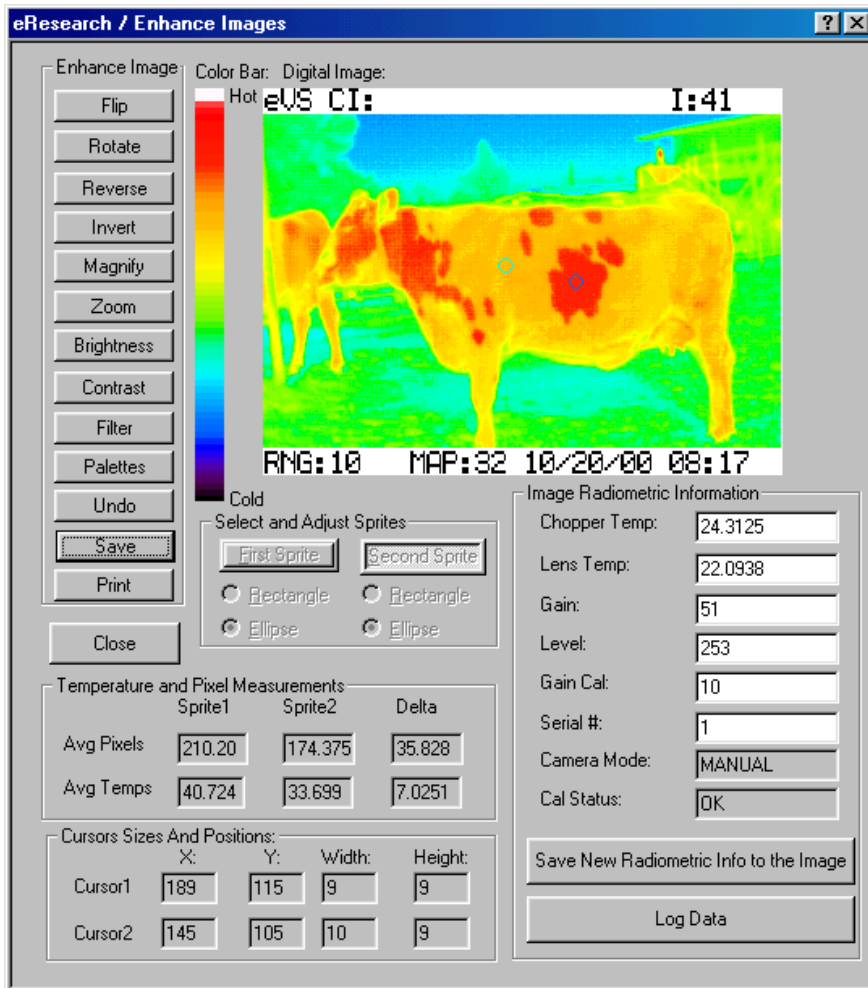 eResearch / Enhance Images
Enhance Image
Flip
Rotate
Reverse
Invert
Magnify
Zoom
Brightness
Contrast
Filter
Palettes
Undo
Save
Print
Close
Color Bar: Digital Image:
Hot
Cold
eVS CI: I:41
RNG:10 MAP:32 10/20/00 08:17
Select and Adjust Sprites
First Sprite Second Sprite
Rectangle Rectangle
Ellipse Ellipse
Image Radiometric Information
Chopper Temp: 24.3125
Lens Temp: 22.0938
Gain: 51
Level: 253
Gain Cal: 10
Serial #: 1
Camera Mode: MANUAL
Cal Status: OK
Save New Radiometric Info to the Image
Log Data
Temperature and Pixel Measurements
Sprite1 Sprite2 Delta
Avg Pixels 210.20 174.375 35.828
Avg Temps 40.724 33.699 7.0251
Cursors Sizes And Positions:
X: Y: Width: Height:
Cursor1 189 115 9 9
Cursor2 145 105 10 9